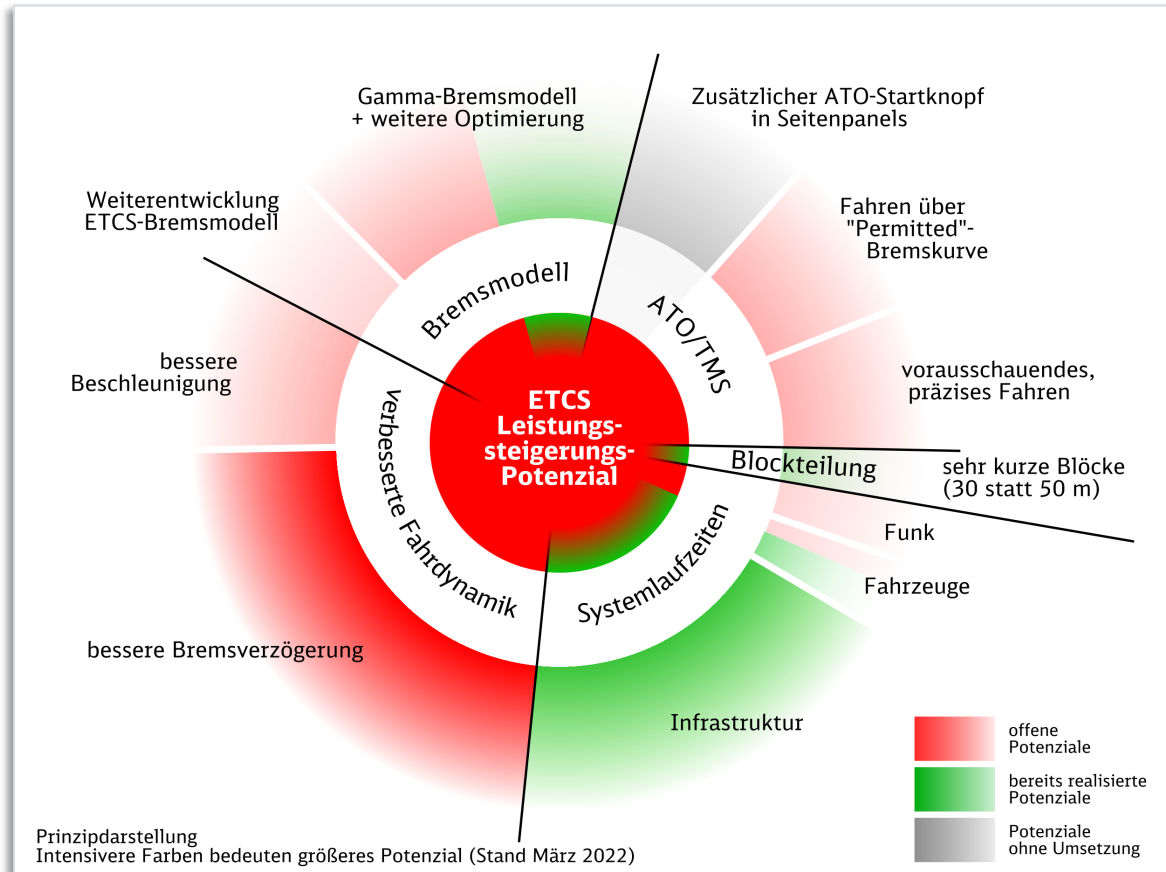 Gamma-Bremsmodell
+ weitere Optimierung
Zusätzlicher ATO-Startknopf
in Seitenpanels
Weiterentwicklung
ETCS-Bremsmodell
Fahren über
"Permitted"-
Bremskurve
Bremsmodell
ATO/TMS
bessere
Beschleunigung
vorausschauendes,
präzises Fahren
ETCS
Leistungs-
steigerungs-
Potenzial
verbesserte Fahrdynamik
Blockteilung
sehr kurze Blöcke
(30 statt 50 m)
Funk
Systemlaufzeiten
Fahrzeuge
bessere Bremsverzögerung
Infrastruktur
offene
Potenziale
bereits realisierte
Potenziale
Potenziale
ohne Umsetzung
Prinzipdarstellung
Intensivere Farben bedeuten größeres Potenzial (Stand März 2022)